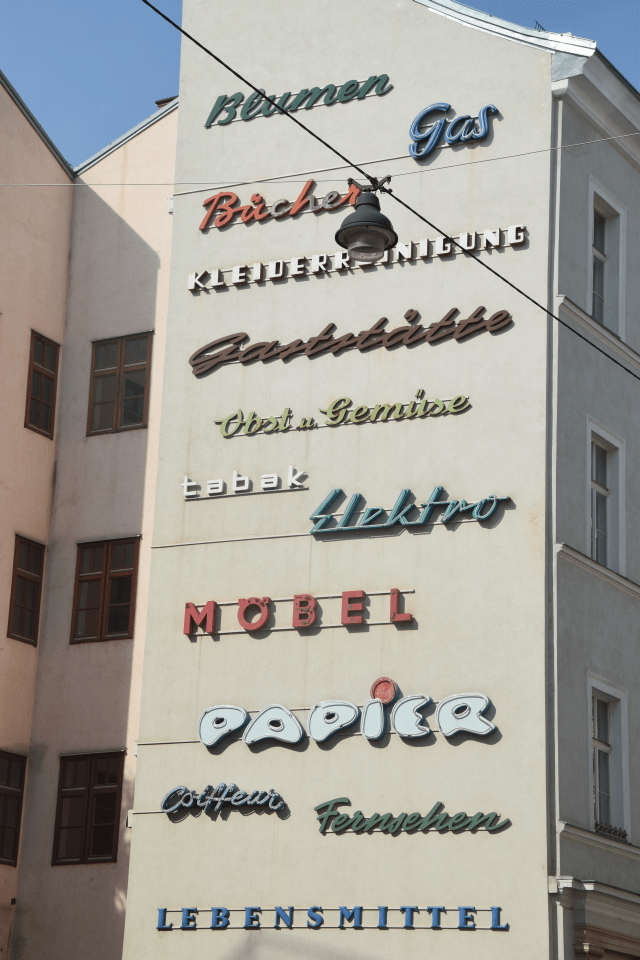 Blumen
Gas
Bücher
KLEIDERREINIGUNG
Gaststätte
Obst u. Gemüse
tabak
Elektro
MÖBEL
PAPIER
Coiffeur
Fernsehen
LEBENSMITTEL